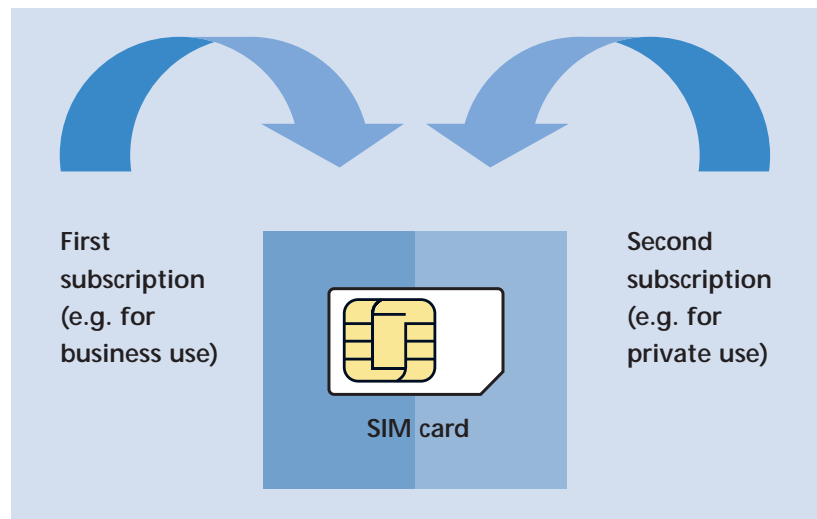 First
subscription
(e.g. for
business use)
SIM card
Second
subscription
(e.g. for
private use)